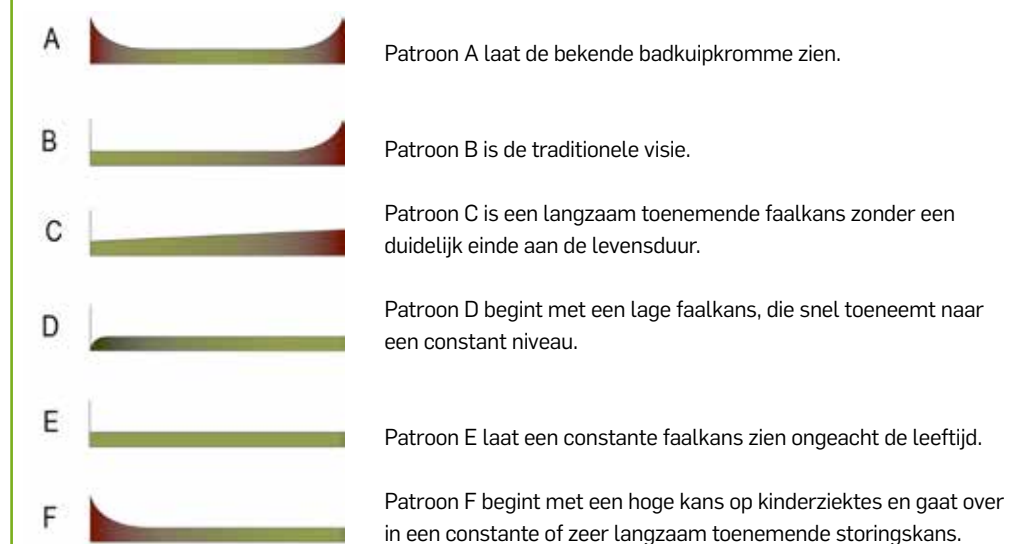 A
Patroon A laat de bekende badkuipkromme zien.
B
Patroon B is de traditionele visie.
C
Patroon C is een langzaam toenemende faalkans zonder een
duidelijk einde aan de levensduur.
D
Patroon D begint met een lage faalkans, die snel toeneemt naar
een constant niveau.
E
Patroon E laat een constante faalkans zien ongeacht de leeftijd.
F
Patroon F begint met een hoge kans op kinderziektes en gaat over
in een constante of zeer langzaam toenemende storingskans.